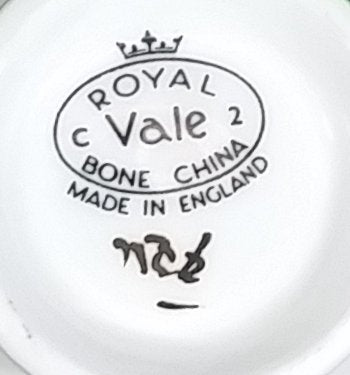 ROYAL
C Vale 2
BONE CHINA
MADE IN ENGLAND